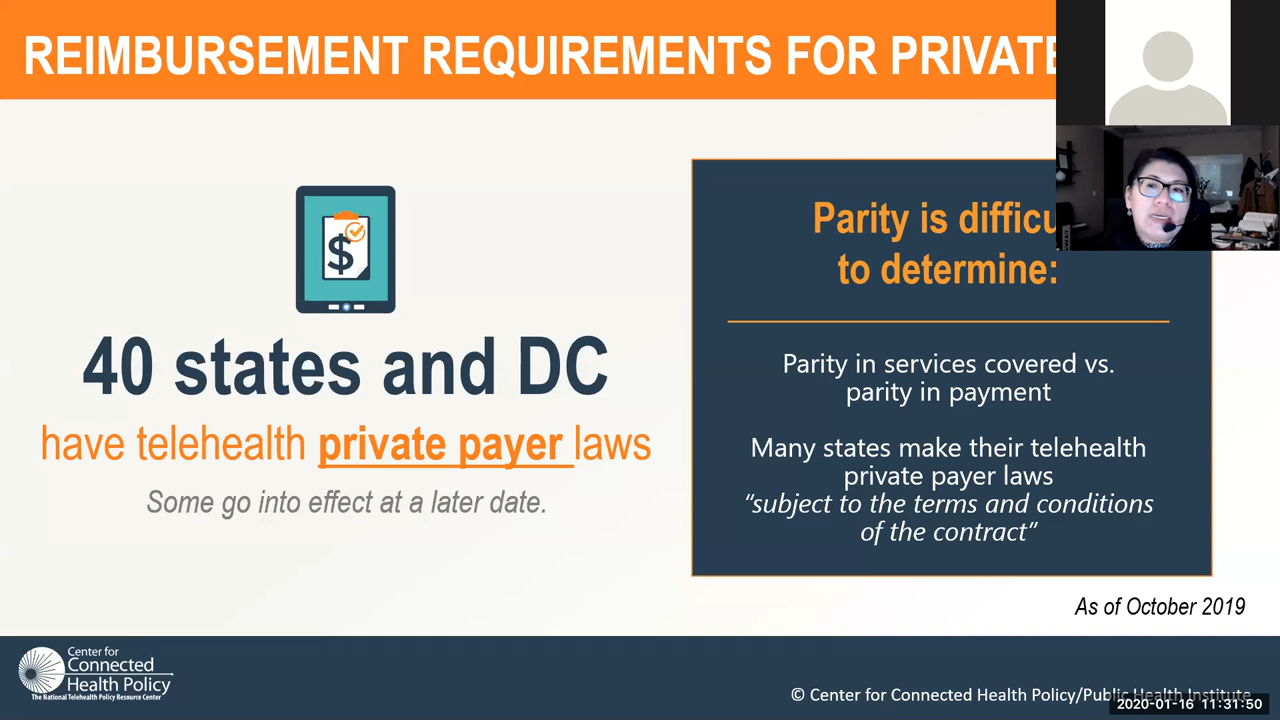 REIMBURSEMENT REQUIREMENTS FOR PRIVATE
$
40 states and DC
have telehealth private payer laws
Some go into effect at a later date.
Parity is difficu
to determine:
Parity in services covered vs.
parity in payment
Many states make their telehealth
private payer laws
“subject to the terms and conditions
of the contract”
As of October 2019
Center for
Connected
Health Policy
The National Telehealth Policy Resource Center
© Center for Connected Health Policy/Public Health Institute
2020-01-16 11:31:50